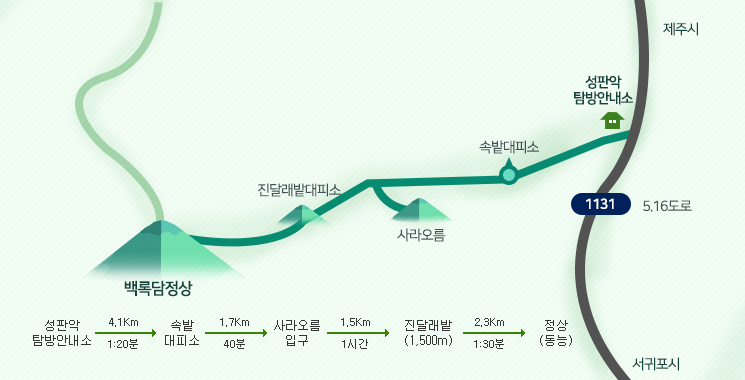 제주시
성판악
탐방안내소
속밭대피소
진달래밭대피소
1131
5.16도로
사라오름
백록담정상
성판악
탐방안내소
4.1Km
1:20분
속밭
대피소
1.7Km
40분
사라오름
입구
1.5Km
1시간
진달래밭
(1,500m)
2.3Km
1:30분
정상
(동능)
서귀포시